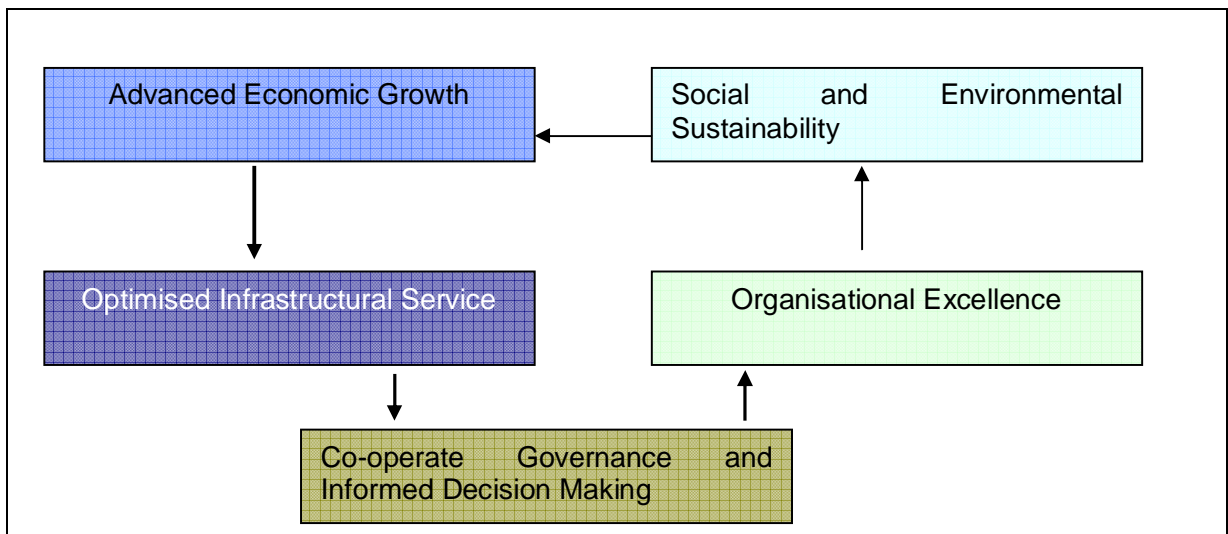 Advanced Economic Growth
Social and Environmental
Sustainability
Optimised Infrastructural Service
Organisational Excellence
Co-operate Governance and
Informed Decision Making